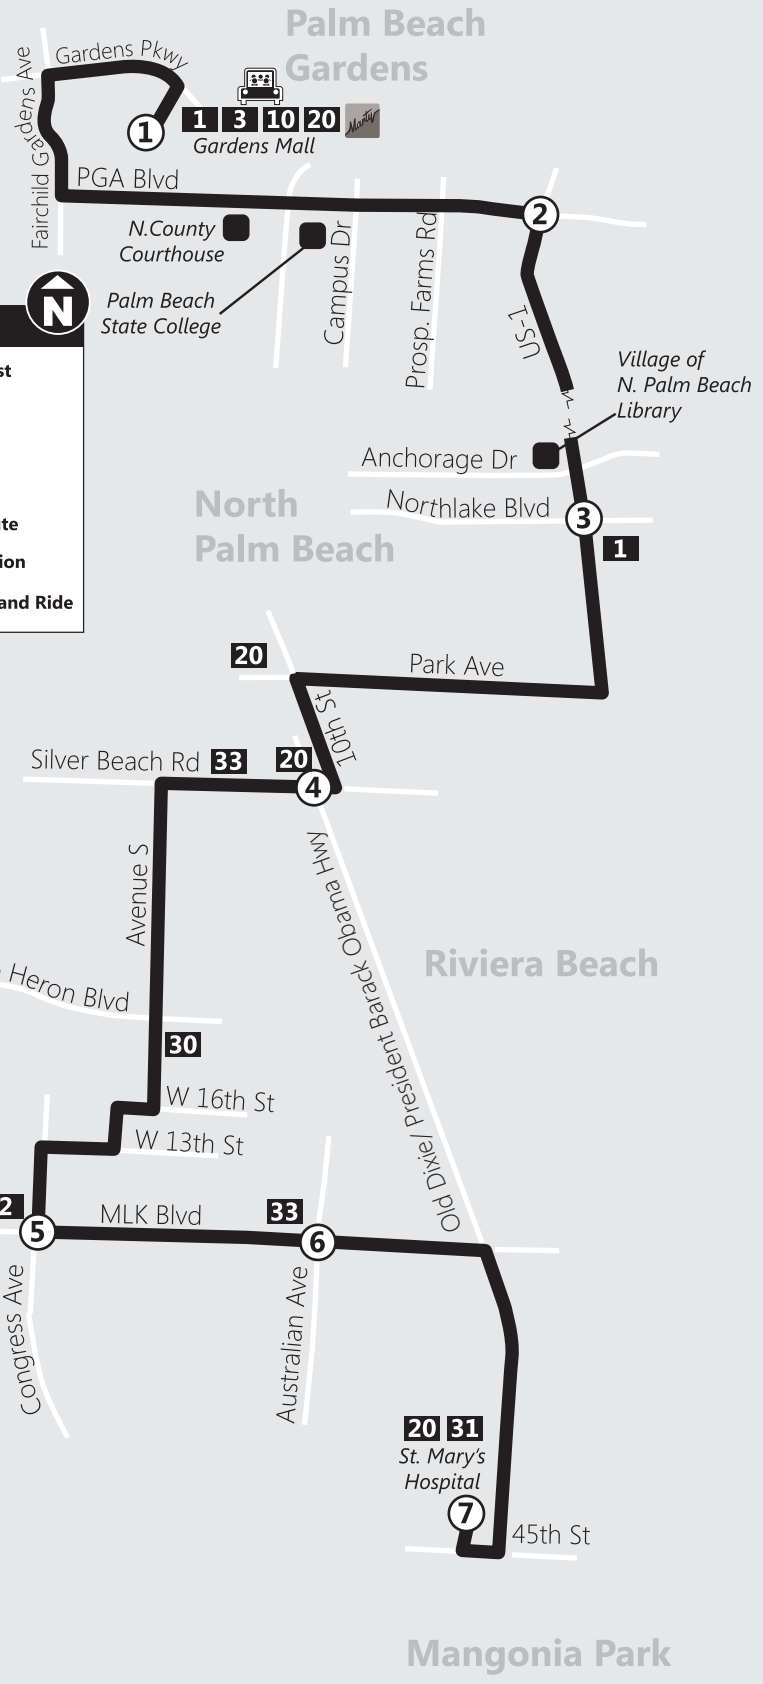 Palm Beach
Gardens
Gardens Pkwy
Fairchild Gardens Ave
1
1 3 10 20 Marty
Gardens Mall
PGA Blvd
2
N.County
Courthouse
Palm Beach
State College
Campus Dr
Prosp. Farms Rd
US-1
N
st
Village of
N. Palm Beach
Library
Anchorage Dr
North
Palm Beach
Northlake Blvd
3
1
ute
ion
and Ride
20
Park Ave
10th St
Silver Beach Rd 33
20
4
Avenue S
Old Dixie/ President Barack Obama Hwy
Riviera Beach
Heron Blvd
30
W 16th St
W 13th St
2
5
MLK Blvd
33
6
Congress Ave
Australian Ave
20 31
St. Mary's
Hospital
7
45th St
Mangonia Park